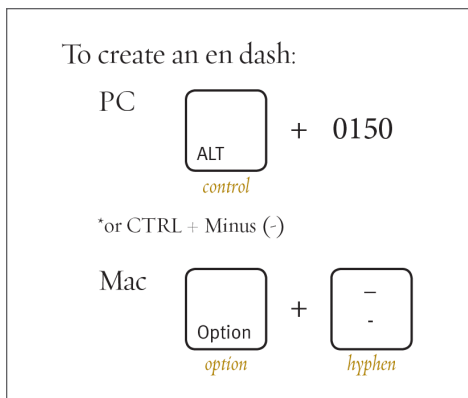 To create an en dash:
PC
ALT + 0150
control
*or CTRL + Minus (-)
Mac
_
Option + -
option hyphen